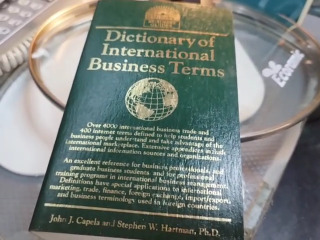 Dictionary of
International
Business Terms
Over 4000 international business trade and
400 internet terms defined to help students and
business people understand and take advantage of the
international marketplace. Extensive appendices include
international information sources and organizations.
An excellent reference for business professionals, and
graduate business students and for professional
training programs in international business management.
Definitions have special applications to international
marketing, trade, finance, foreign exchange, import/export,
and business terminology used in foreign countries.
John J. Capela and Stephen W. Hartman, Ph.D.
Economic